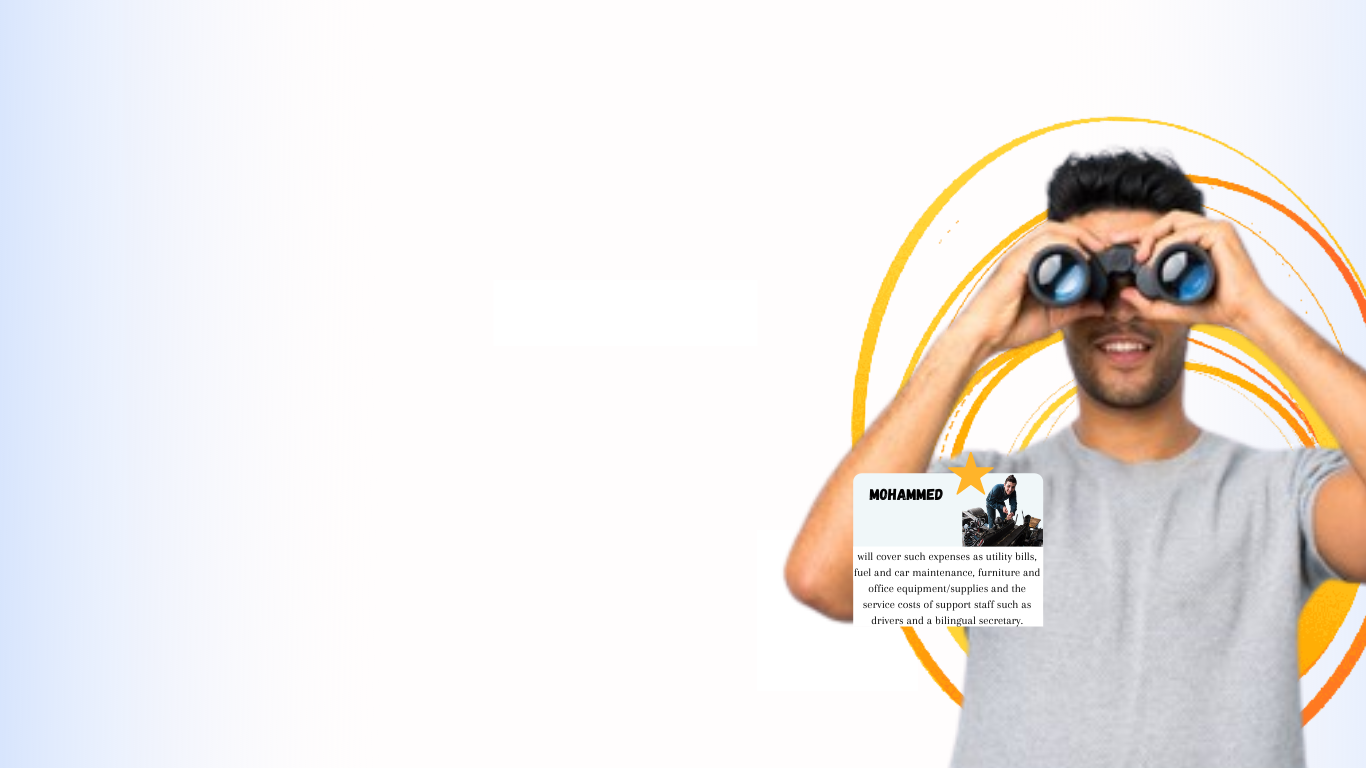 MOHAMMED
will cover such expenses as utility bills,
fuel and car maintenance, furniture and
office equipment/supplies and the
service costs of support staff such as
drivers and a bilingual secretary.